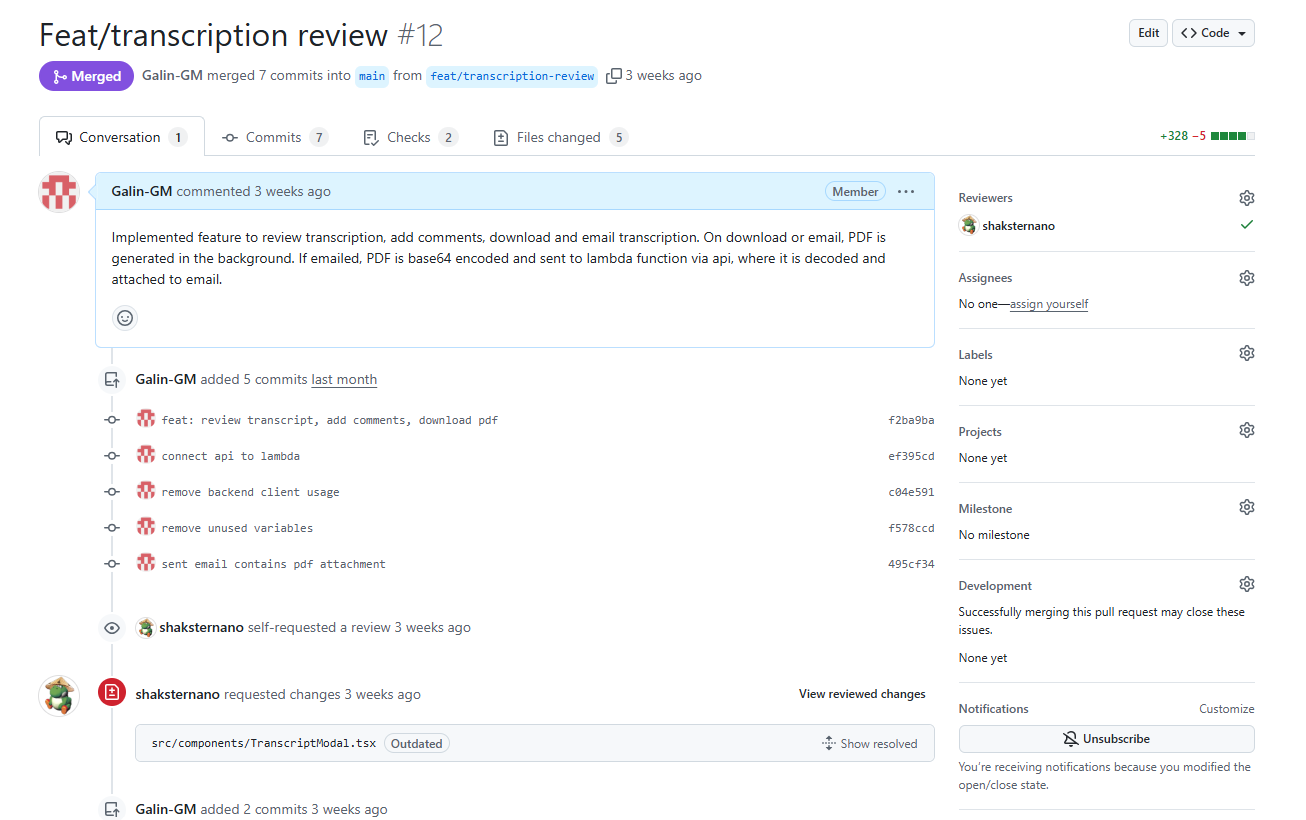 Feat/transcription review #12
Edit
Code
Merged
Galin-GM merged 7 commits into main from feat/transcription-review 3 weeks ago
Conversation 1
Commits 7
Checks 2
Files changed 5
+328 −5
Galin-GM commented 3 weeks ago
Member
Implemented feature to review transcription, add comments, download and email transcription. On download or email, PDF is
generated in the background. If emailed, PDF is base64 encoded and sent to lambda function via api, where it is decoded and
attached to email.
Galin-GM added 5 commits last month
feat: review transcript, add comments, download pdf f2ba9ba
connect api to lambda ef395cd
remove backend client usage c04e591
remove unused variables f578ccd
sent email contains pdf attachment 495cf34
shaksternano self-requested a review 3 weeks ago
shaksternano requested changes 3 weeks ago
View reviewed changes
src/components/TranscriptModal.tsx Outdated
Show resolved
Galin-GM added 2 commits 3 weeks ago
Reviewers
shaksternano
Assignees
No one—assign yourself
Labels
None yet
Projects
None yet
Milestone
No milestone
Development
Successfully merging this pull request may close these
issues.
None yet
Notifications
Customize
Unsubscribe
You're receiving notifications because you modified the
open/close state.